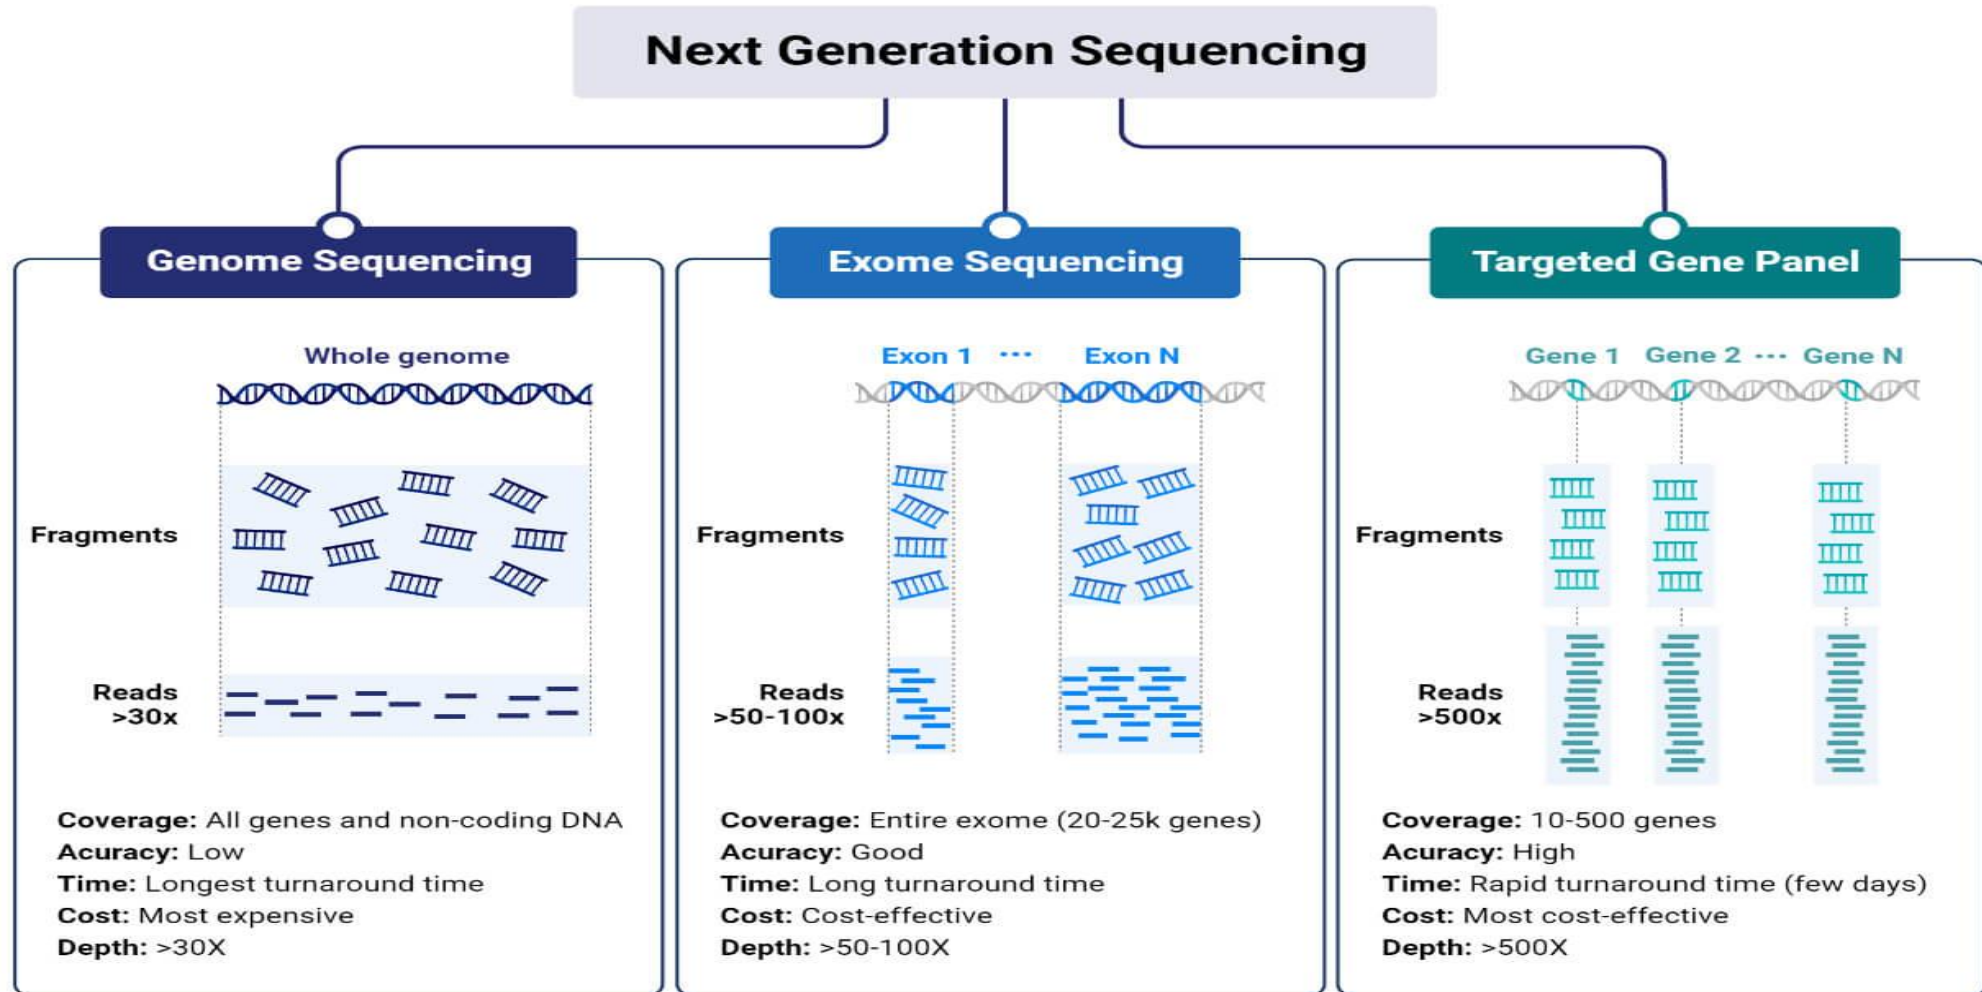 Next Generation Sequencing
Genome Sequencing
Whole genome
Fragments
Reads
>30x
Coverage: All genes and non-coding DNA
Acuracy: Low
Time: Longest turnaround time
Cost: Most expensive
Depth: >30X
Exome Sequencing
Exon 1 ... Exon N
Fragments
Reads
>50-100x
Coverage: Entire exome (20-25k genes)
Acuracy: Good
Time: Long turnaround time
Cost: Cost-effective
Depth: >50-100X
Targeted Gene Panel
Gene 1 Gene 2 ... Gene N
Fragments
Reads
>500x
Coverage: 10-500 genes
Acuracy: High
Time: Rapid turnaround time (few days)
Cost: Most cost-effective
Depth: >500X